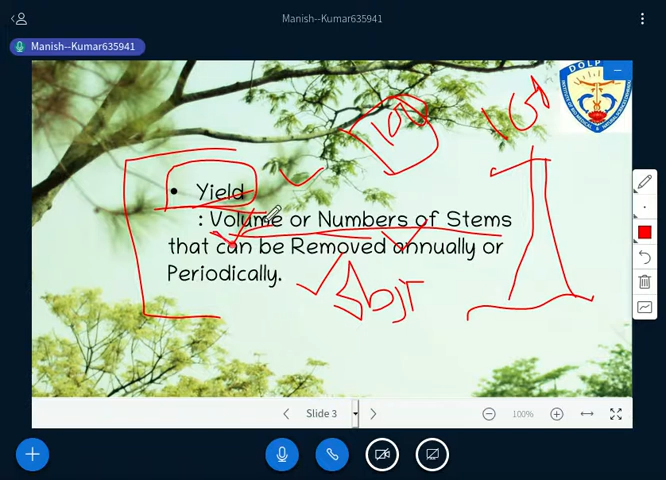 Manish--Kumar635941
Manish--Kumar635941
DOLP
• Yield
: Volume or Numbers of Stems
that can be Removed annually or
Periodically.
Slide 3
100%